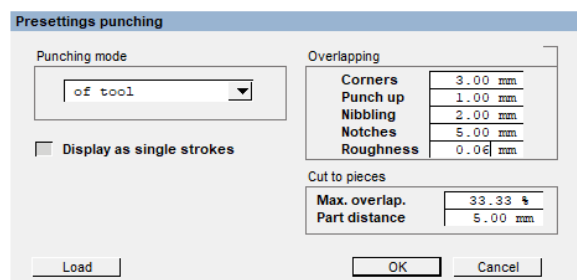 Presettings punching
Punching mode
of tool
Display as single strokes
Overlapping
Corners 3.00 mm
Punch up 1.00 mm
Nibbling 2.00 mm
Notches 5.00 mm
Roughness 0.06 mm
Cut to pieces
Max. overlap. 33.33 %
Part distance 5.00 mm
Load OK Cancel